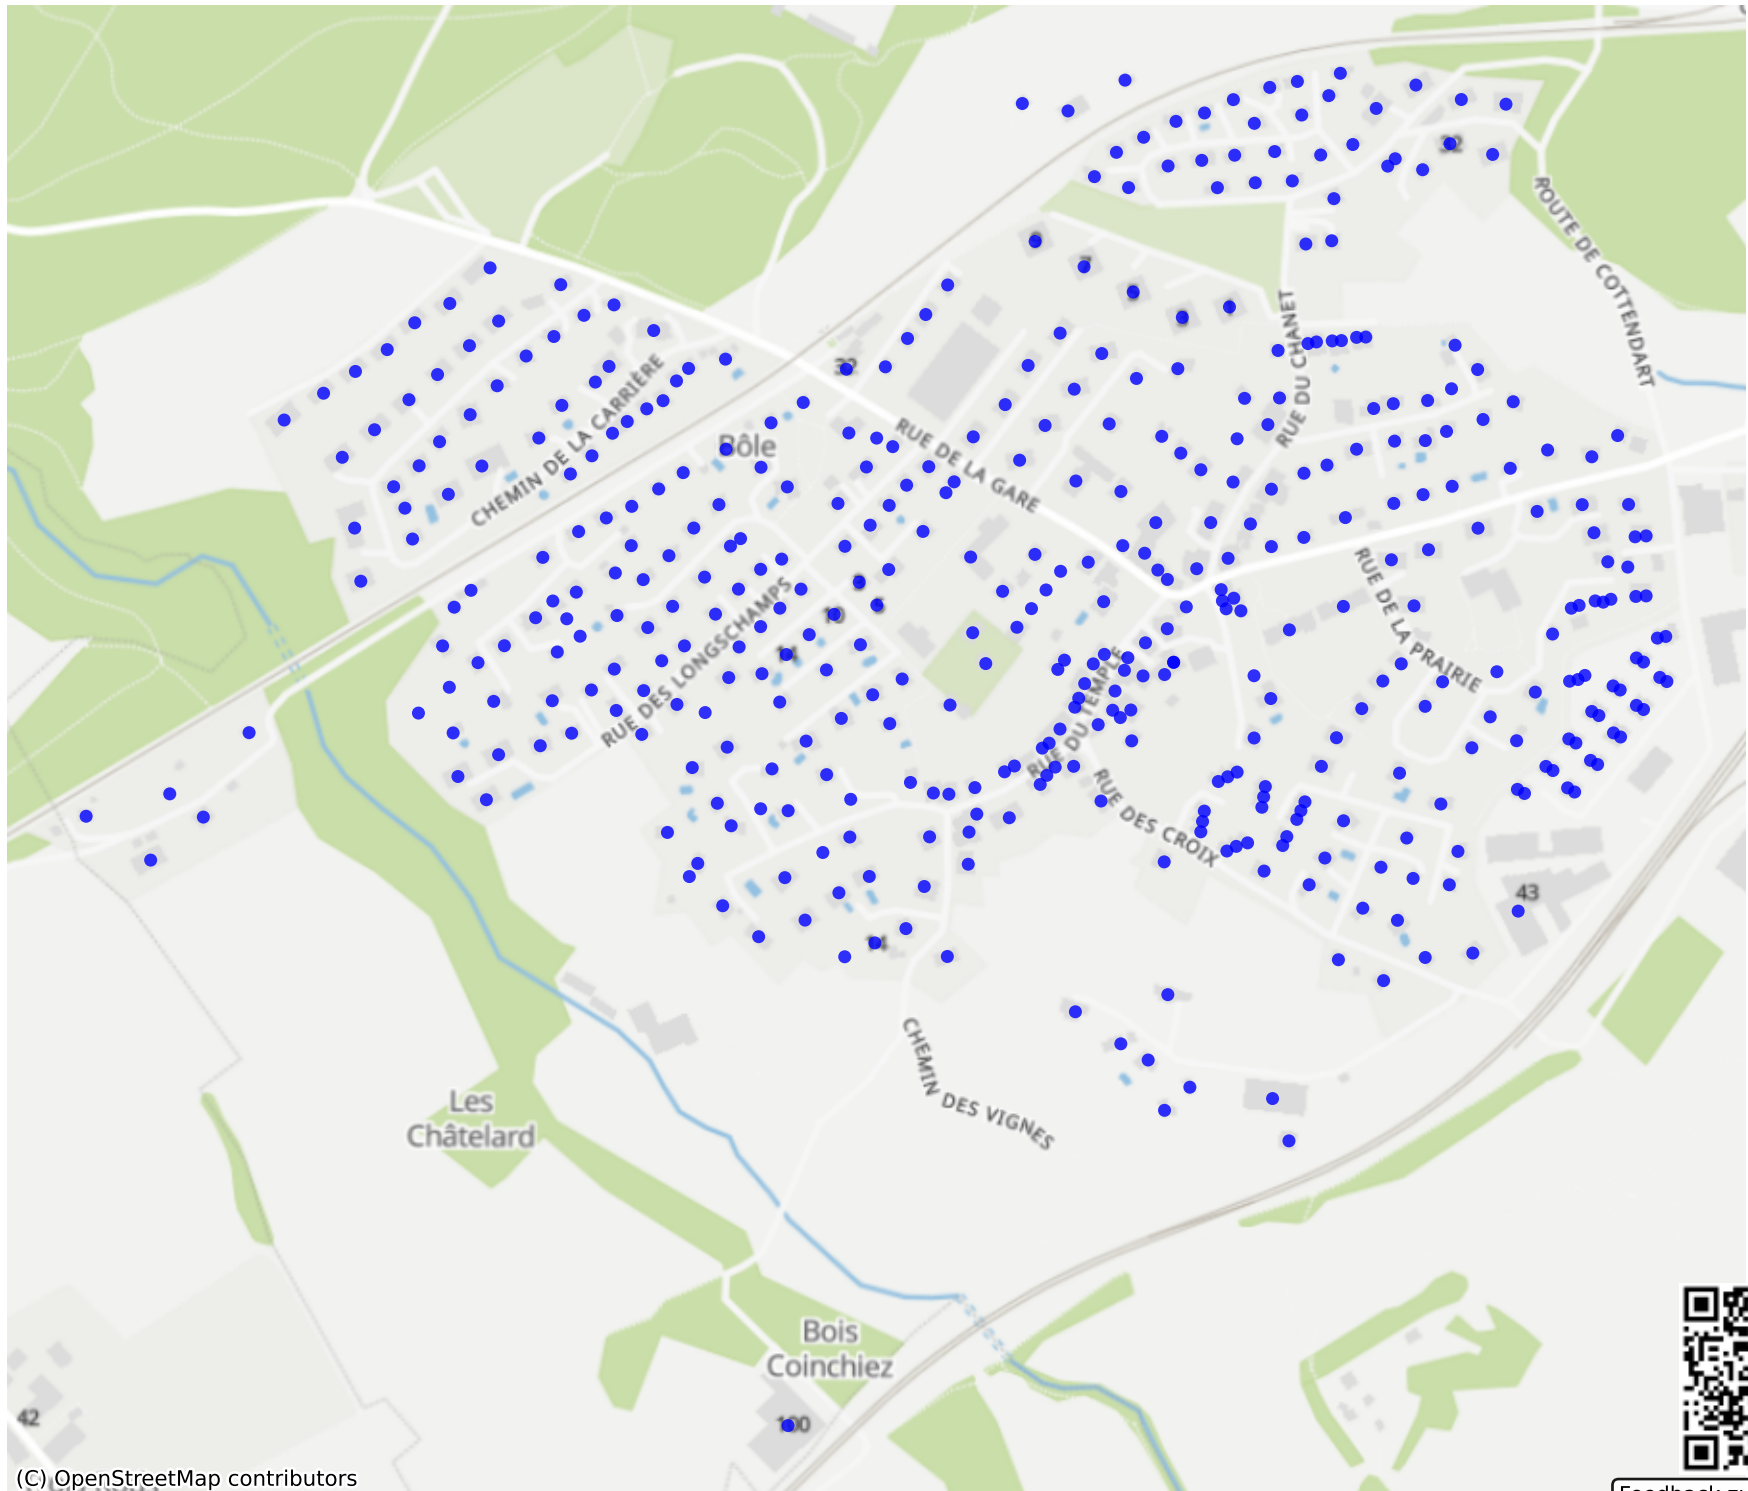 32
ROUTE DE COTTENDART
RUE DU CHANET
CHEMIN DE LA CARRIÈRE
Bôle
RUE DE LA GARE
RUE DE LA PRAIRIE
RUE DES LONGSCHAMPS
RUE DU TEMPLE
RUE DES CROIX
43
CHEMIN DES VIGNES
Les
Châtelard
Bois
Coinchiez
42
100
(C) OpenStreetMap contributors